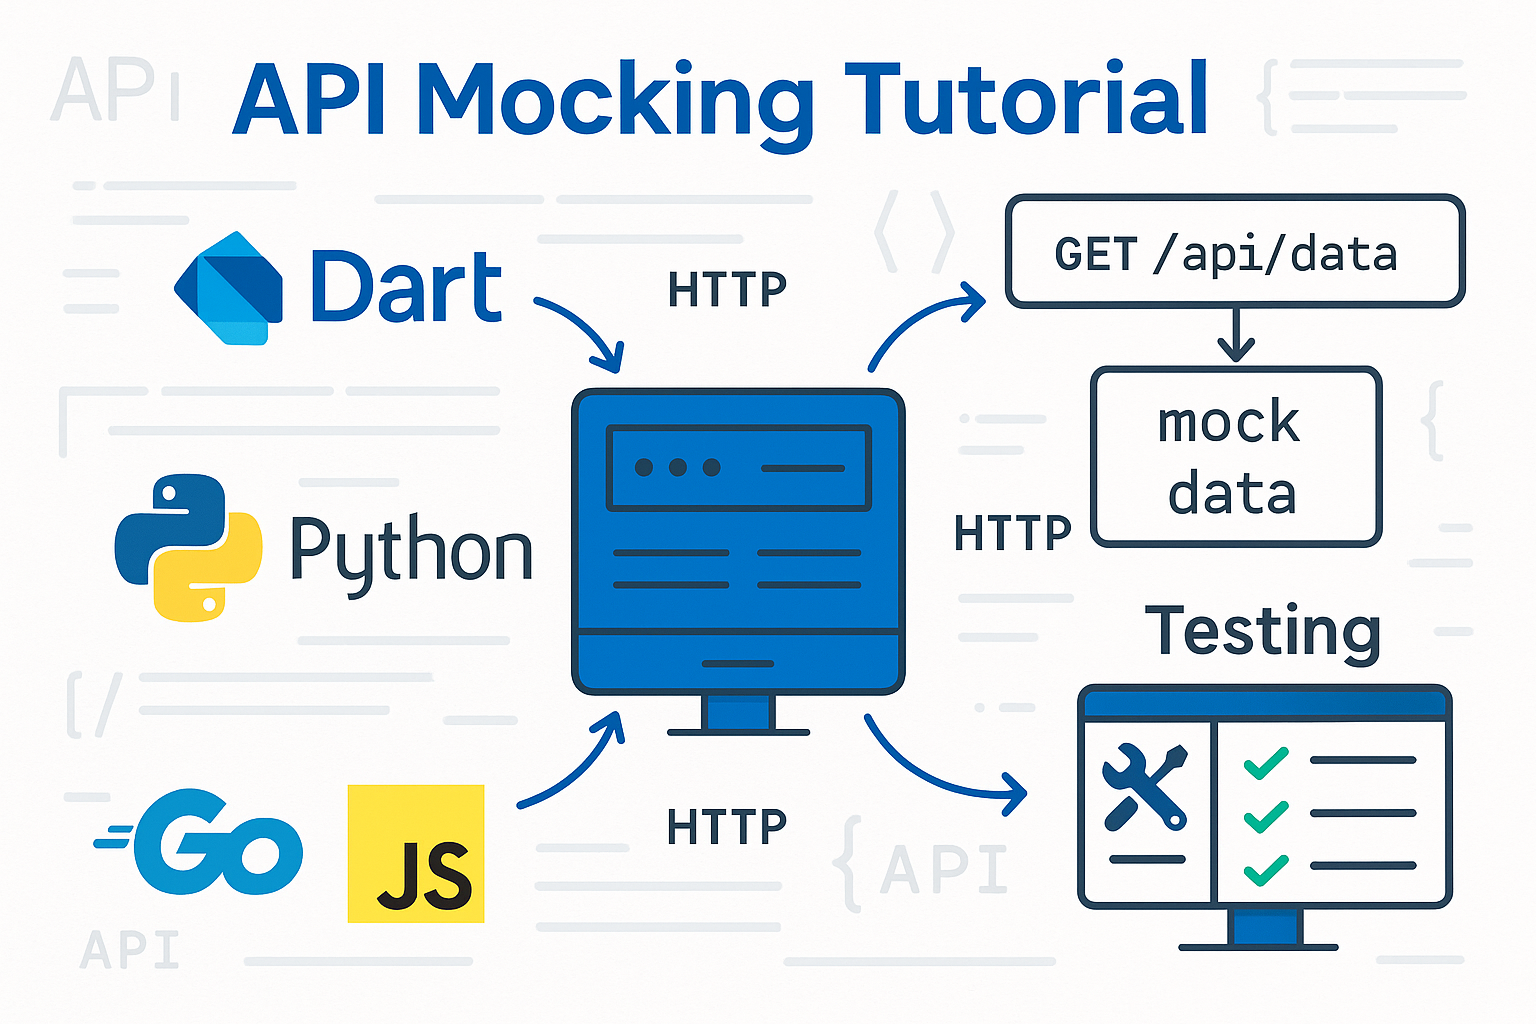 API
API Mocking Tutorial
Dart
HTTP
GET /api/data
mock
data
Python
HTTP
Testing
Go
JS
HTTP
API
API